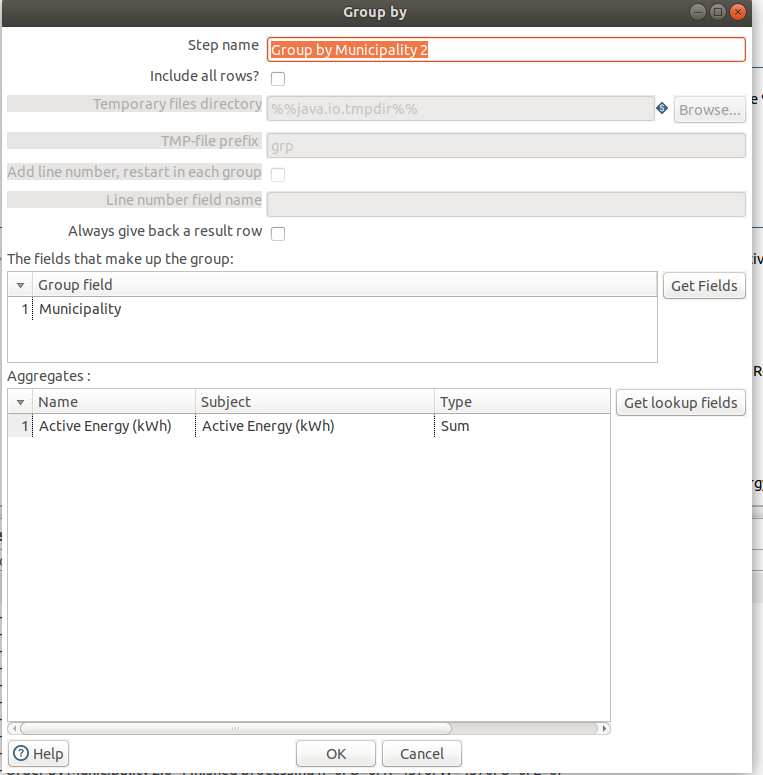 Group by
Step name Group by Municipality 2
Include all rows?
Temporary files directory %%java.io.tmpdir%% Browse...
TMP-file prefix grp
Add line number, restart in each group
Line number field name
Always give back a result row
The fields that make up the group:
Group field Get Fields
1 Municipality
Aggregates :
Name Subject Type Get lookup fields
1 Active Energy (kWh) Active Energy (kWh) Sum
Help OK Cancel